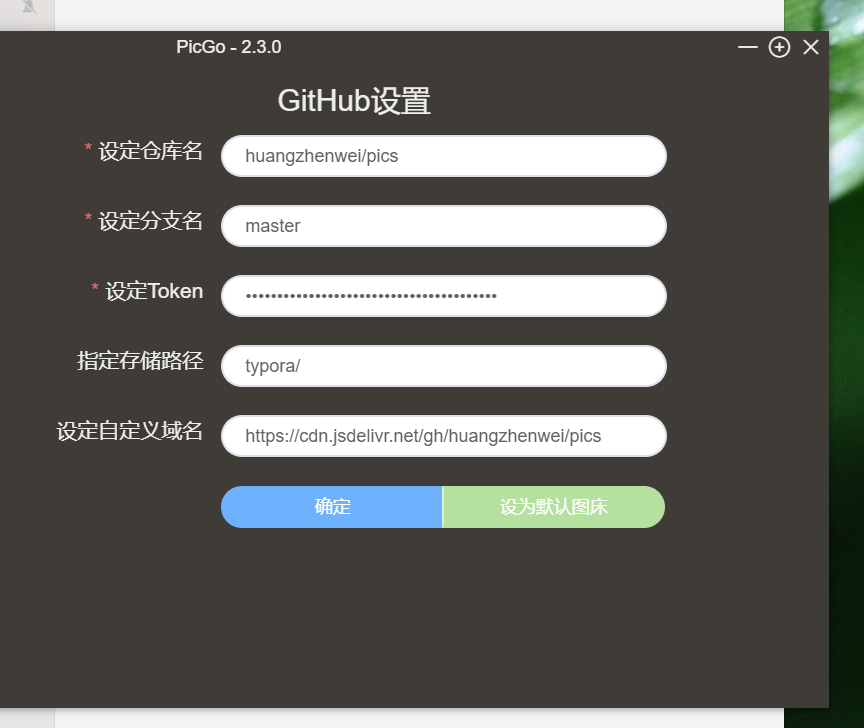 PicGo - 2.3.0
GitHub设置
* 设定仓库名
huangzhenwei/pics
* 设定分支名
master
* 设定Token
••••••••••••••••••••••••••••••••••••••••
指定存储路径
typora/
设定自定义域名
https://cdn.jsdelivr.net/gh/huangzhenwei/pics
确定
设为默认图床